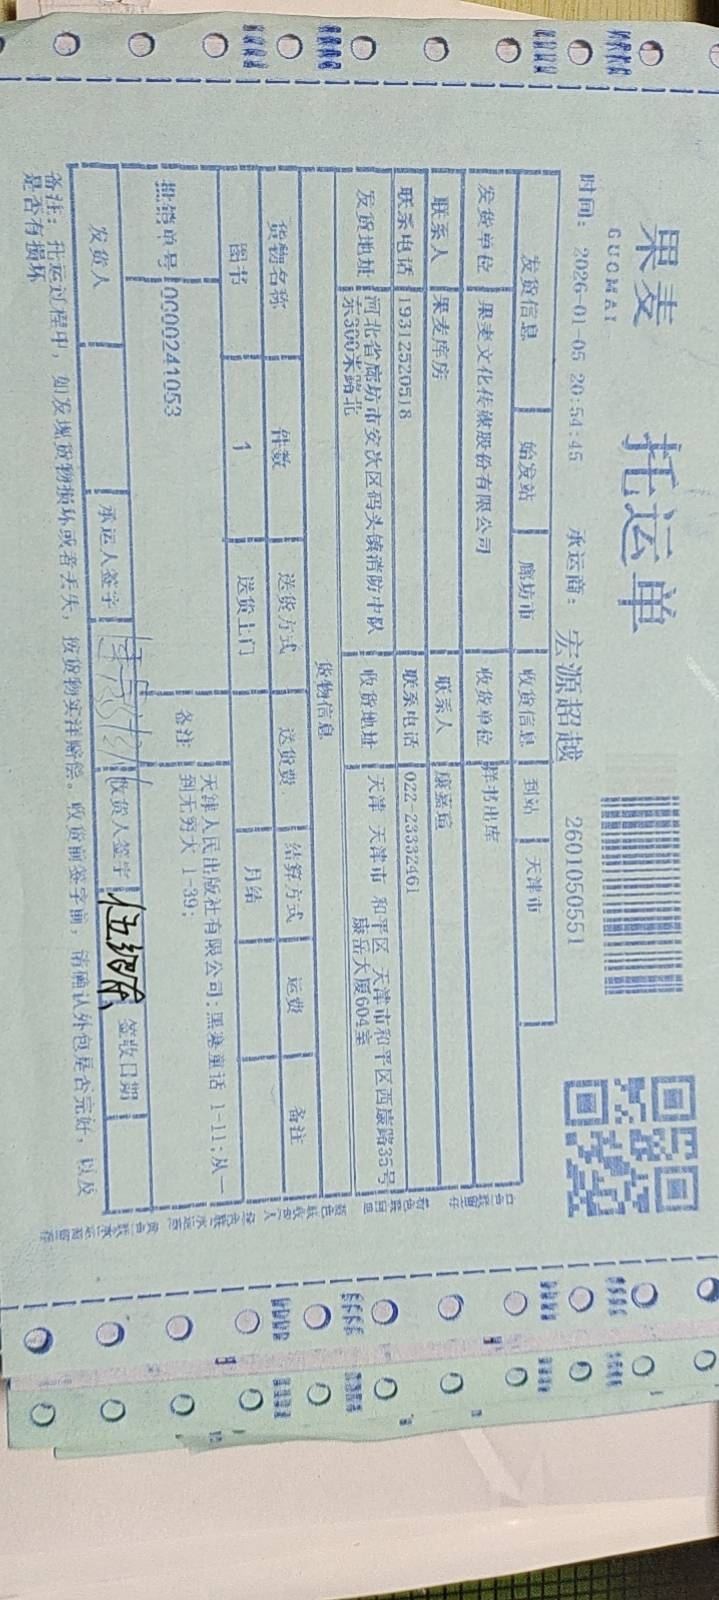 果麦
GUOMAI
托运单
时间： 2026-01-05 20:54:45 承运商： 宏源超越 2601050551
发货信息 始发站 廊坊市 收货信息 到站 天津市
发货单位 果麦文化传媒股份有限公司 收货单位 样书出库
联系人 果麦库房 联系人 康嘉瑄
联系电话 19312520518 联系电话 022-23332461
发货地址 河北省廊坊市安次区码头镇消防中队 收货地址 天津 天津市 和平区 天津市和平区西康路35号
东300米路北 康岳大厦604室
货物信息
货物名称 件数 送货方式 送货费 结算方式 运费 备注
图书 1 送货上门 月结
批销单号 0000241053 备注 天津人民出版社有限公司:黑塞童话 1-11;从一
到无穷大 1-39;
发货人 承运人签字 收货人签字 签收日期
备注：托运过程中，如发现货物损坏或者丢失，按货物实洋赔偿。收货前签字前，请确认外包是否完好，以及
是否有损坏